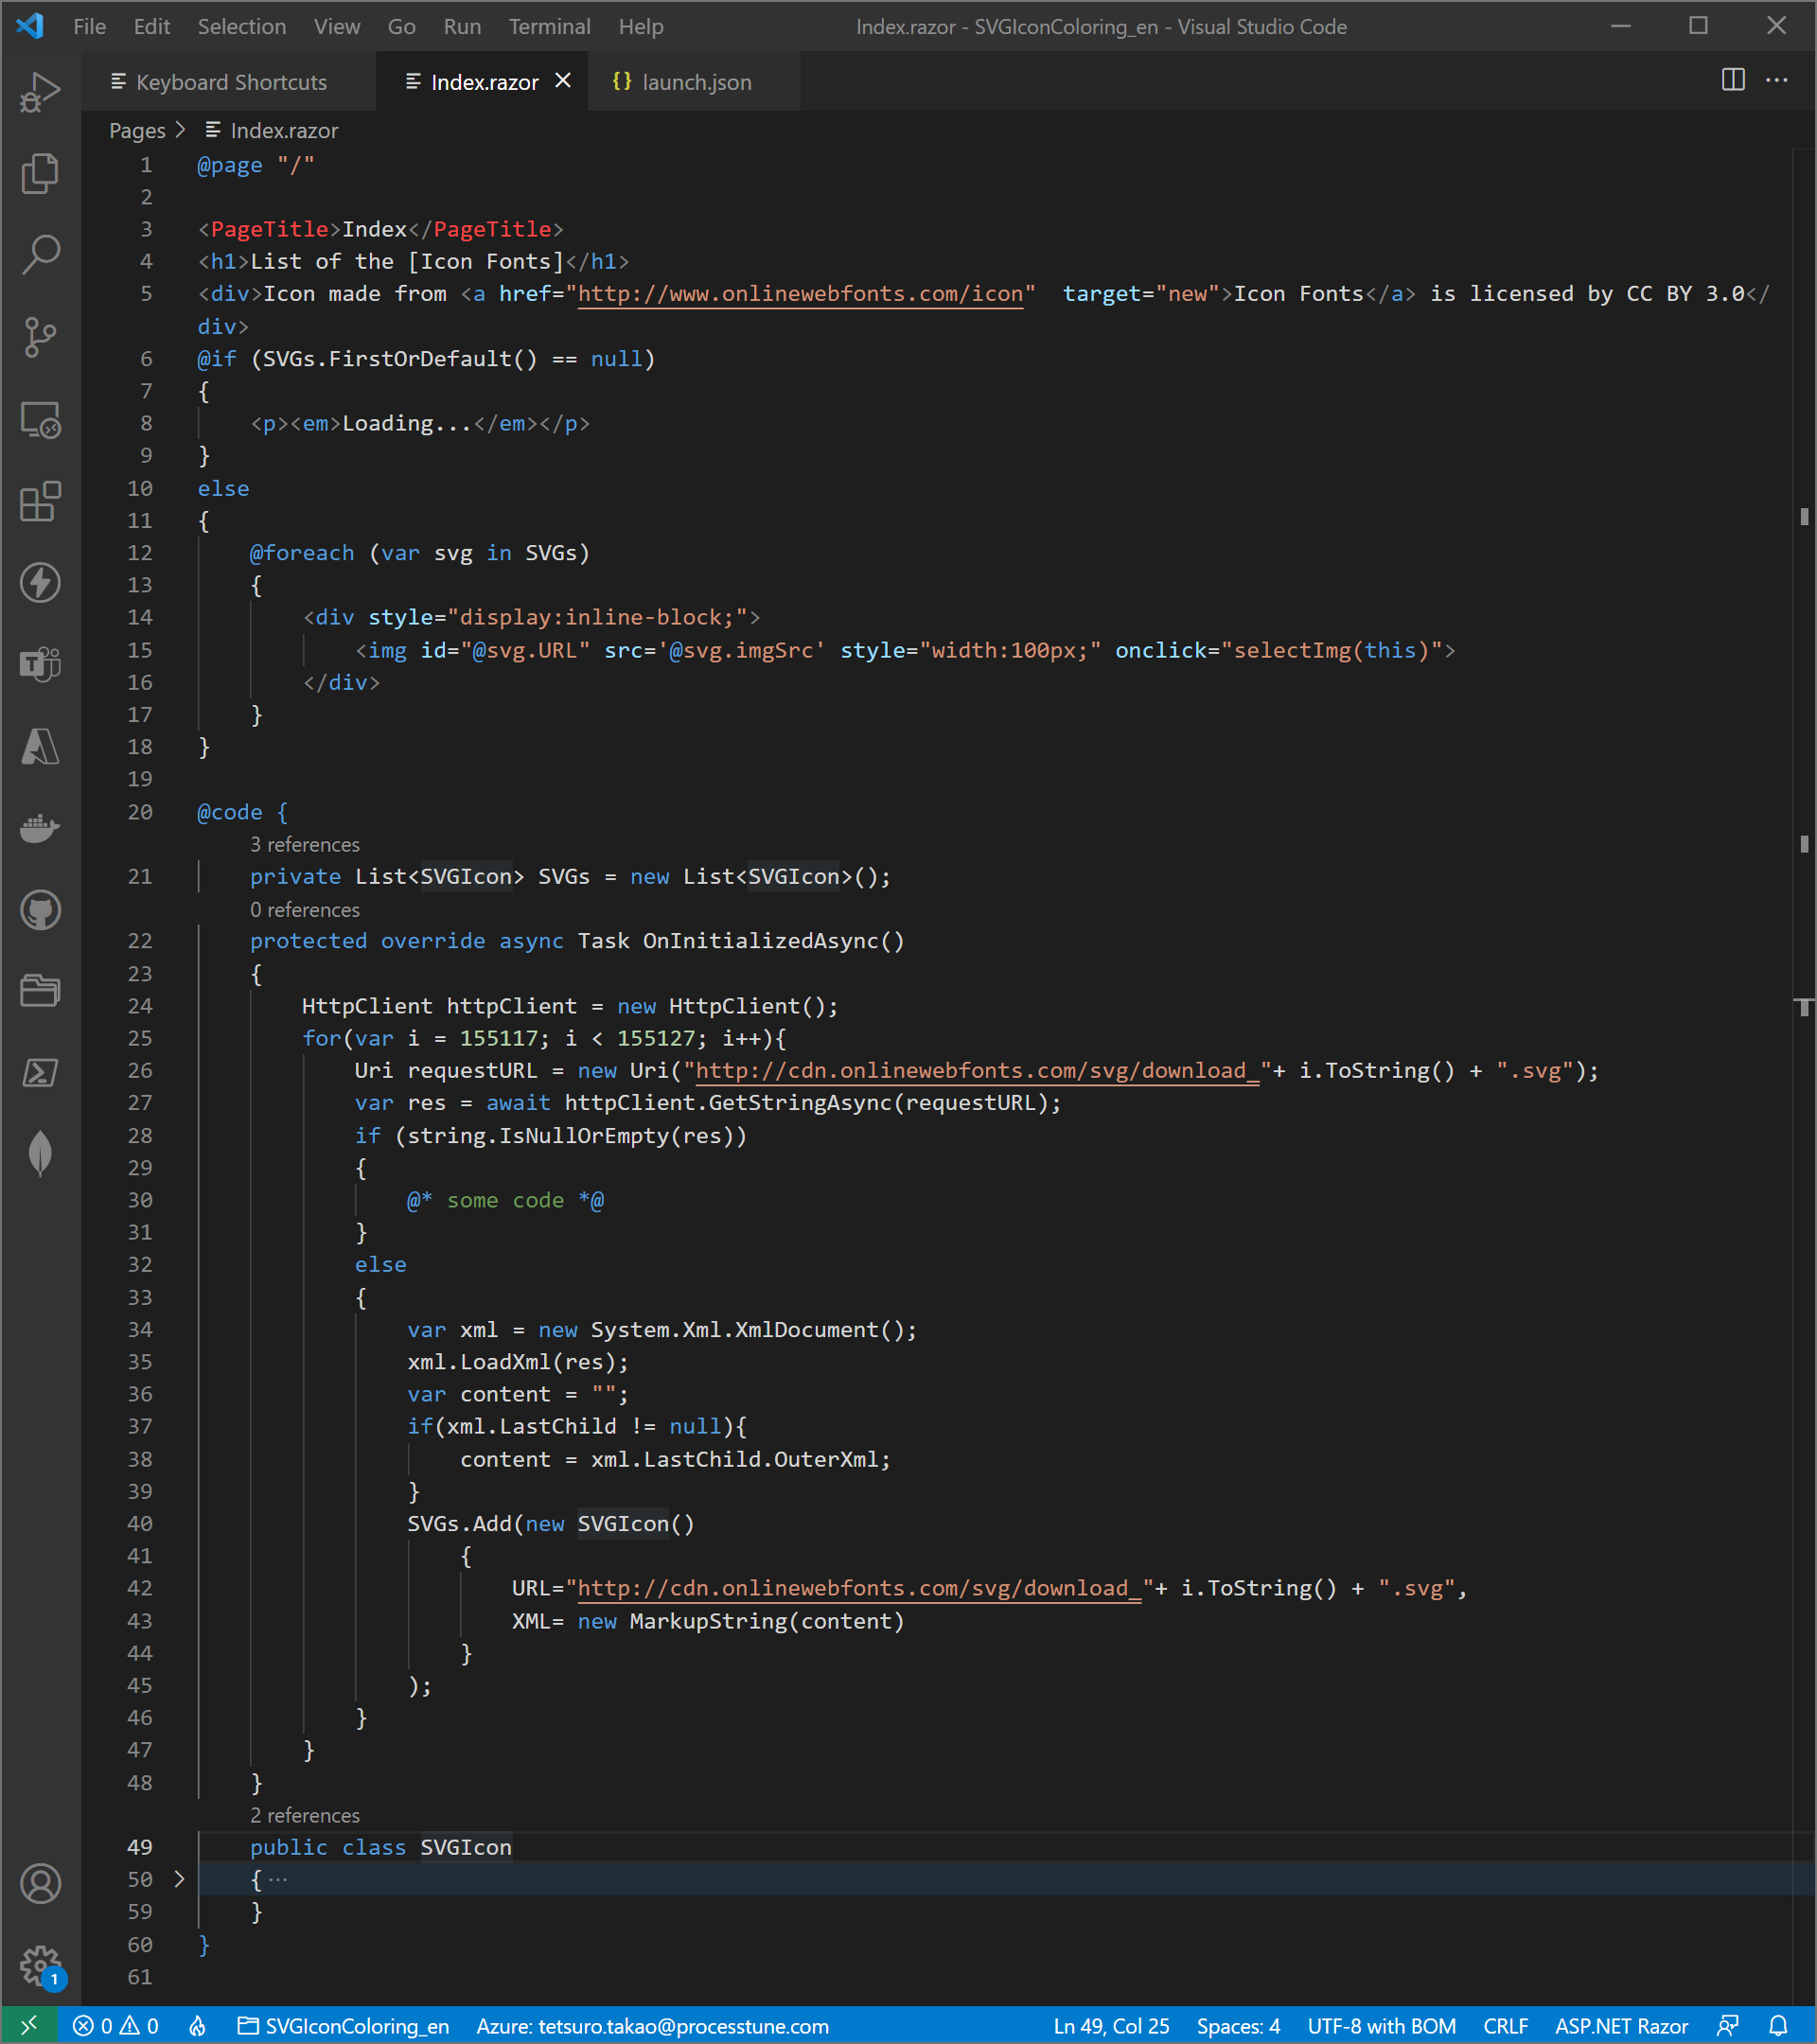 File Edit Selection View Go Run Terminal Help Index.razor - SVGIconColoring_en - Visual Studio Code
Keyboard Shortcuts Index.razor {} launch.json
Pages > Index.razor
1 @page "/"
2
3 <PageTitle>Index</PageTitle>
4 <h1>List of the [Icon Fonts]</h1>
5 <div>Icon made from <a href="http://www.onlinewebfonts.com/icon"  target="new">Icon Fonts</a> is licensed by CC BY 3.0</
div>
6 @if (SVGs.FirstOrDefault() == null)
7 {
8     <p><em>Loading...</em></p>
9 }
10 else
11 {
12     @foreach (var svg in SVGs)
13     {
14         <div style="display:inline-block;">
15             <img id="@svg.URL" src='@svg.imgSrc' style="width:100px;" onclick="selectImg(this)">
16         </div>
17     }
18 }
19
20 @code {
3 references
21     private List<SVGIcon> SVGs = new List<SVGIcon>();
0 references
22     protected override async Task OnInitializedAsync()
23     {
24         HttpClient httpClient = new HttpClient();
25         for(var i = 155117; i < 155127; i++){
26             Uri requestURL = new Uri("http://cdn.onlinewebfonts.com/svg/download_"+ i.ToString() + ".svg");
27             var res = await httpClient.GetStringAsync(requestURL);
28             if (string.IsNullOrEmpty(res))
29             {
30                 @* some code *@
31             }
32             else
33             {
34                 var xml = new System.Xml.XmlDocument();
35                 xml.LoadXml(res);
36                 var content = "";
37                 if(xml.LastChild != null){
38                     content = xml.LastChild.OuterXml;
39                 }
40                 SVGs.Add(new SVGIcon()
41                     {
42                         URL="http://cdn.onlinewebfonts.com/svg/download_"+ i.ToString() + ".svg",
43                         XML= new MarkupString(content)
44                     }
45                 );
46             }
47         }
48     }
2 references
49     public class SVGIcon
50 >     { ···
59     }
60 }
61
1
0 0 SVGIconColoring_en Azure: tetsuro.takao@processtune.com Ln 49, Col 25 Spaces: 4 UTF-8 with BOM CRLF ASP.NET Razor